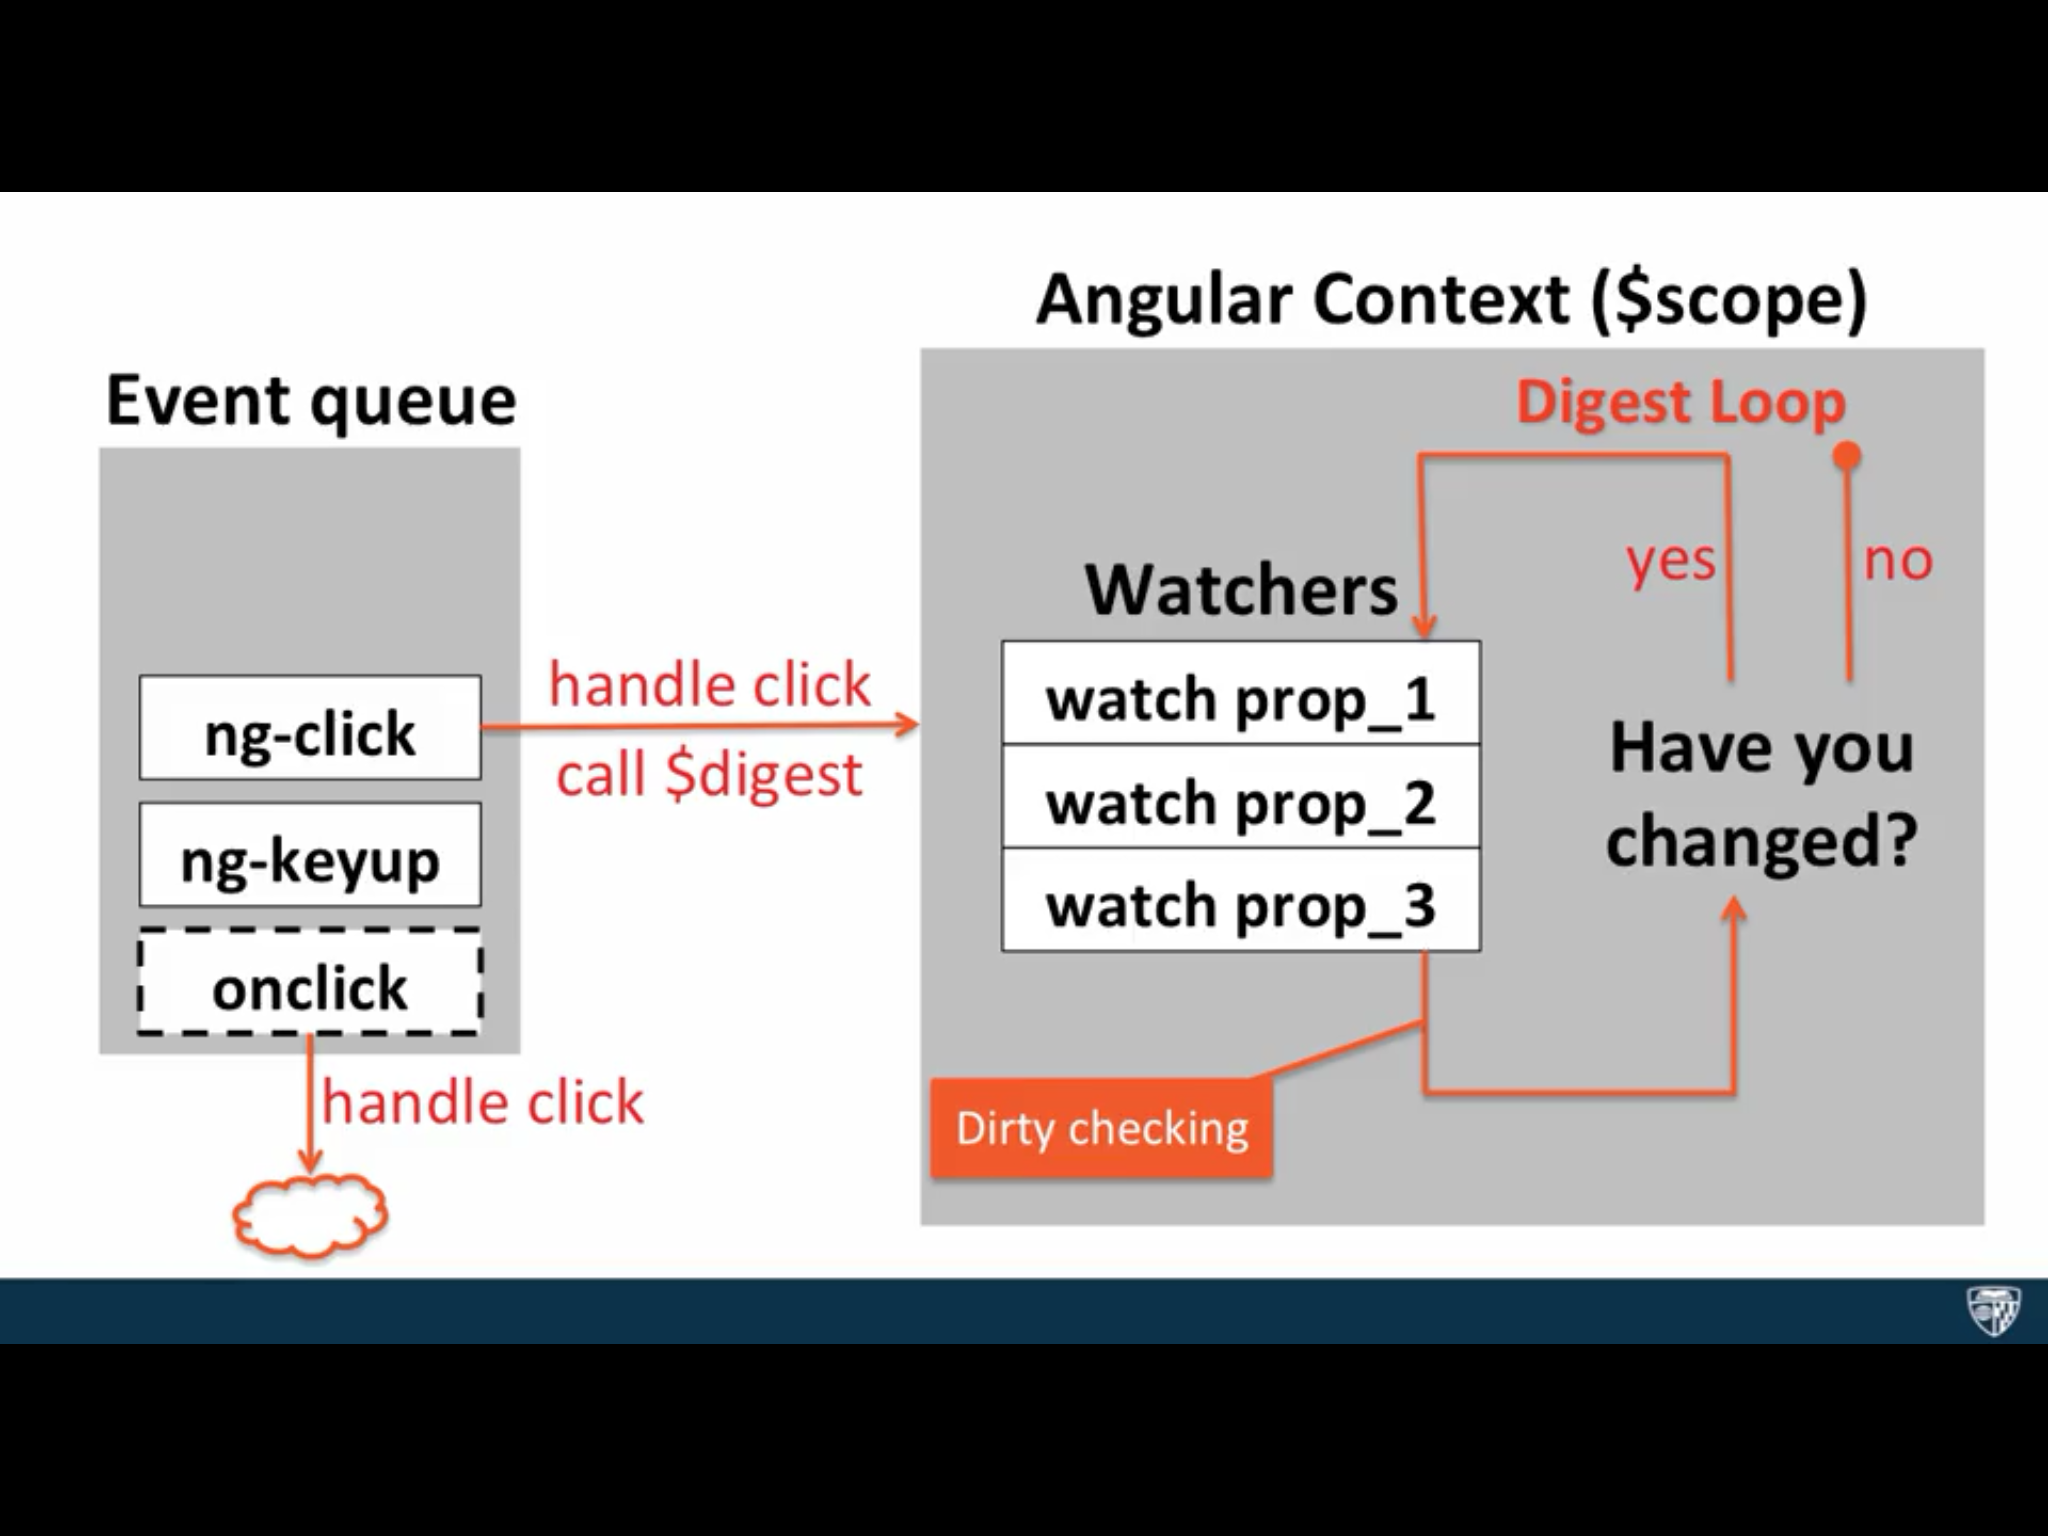 Angular Context ($scope)
Event queue
Digest Loop
yes
no
Watchers
handle click
call $digest
ng-click
ng-keyup
onclick
handle click
watch prop_1
watch prop_2
watch prop_3
Have you
changed?
Dirty checking